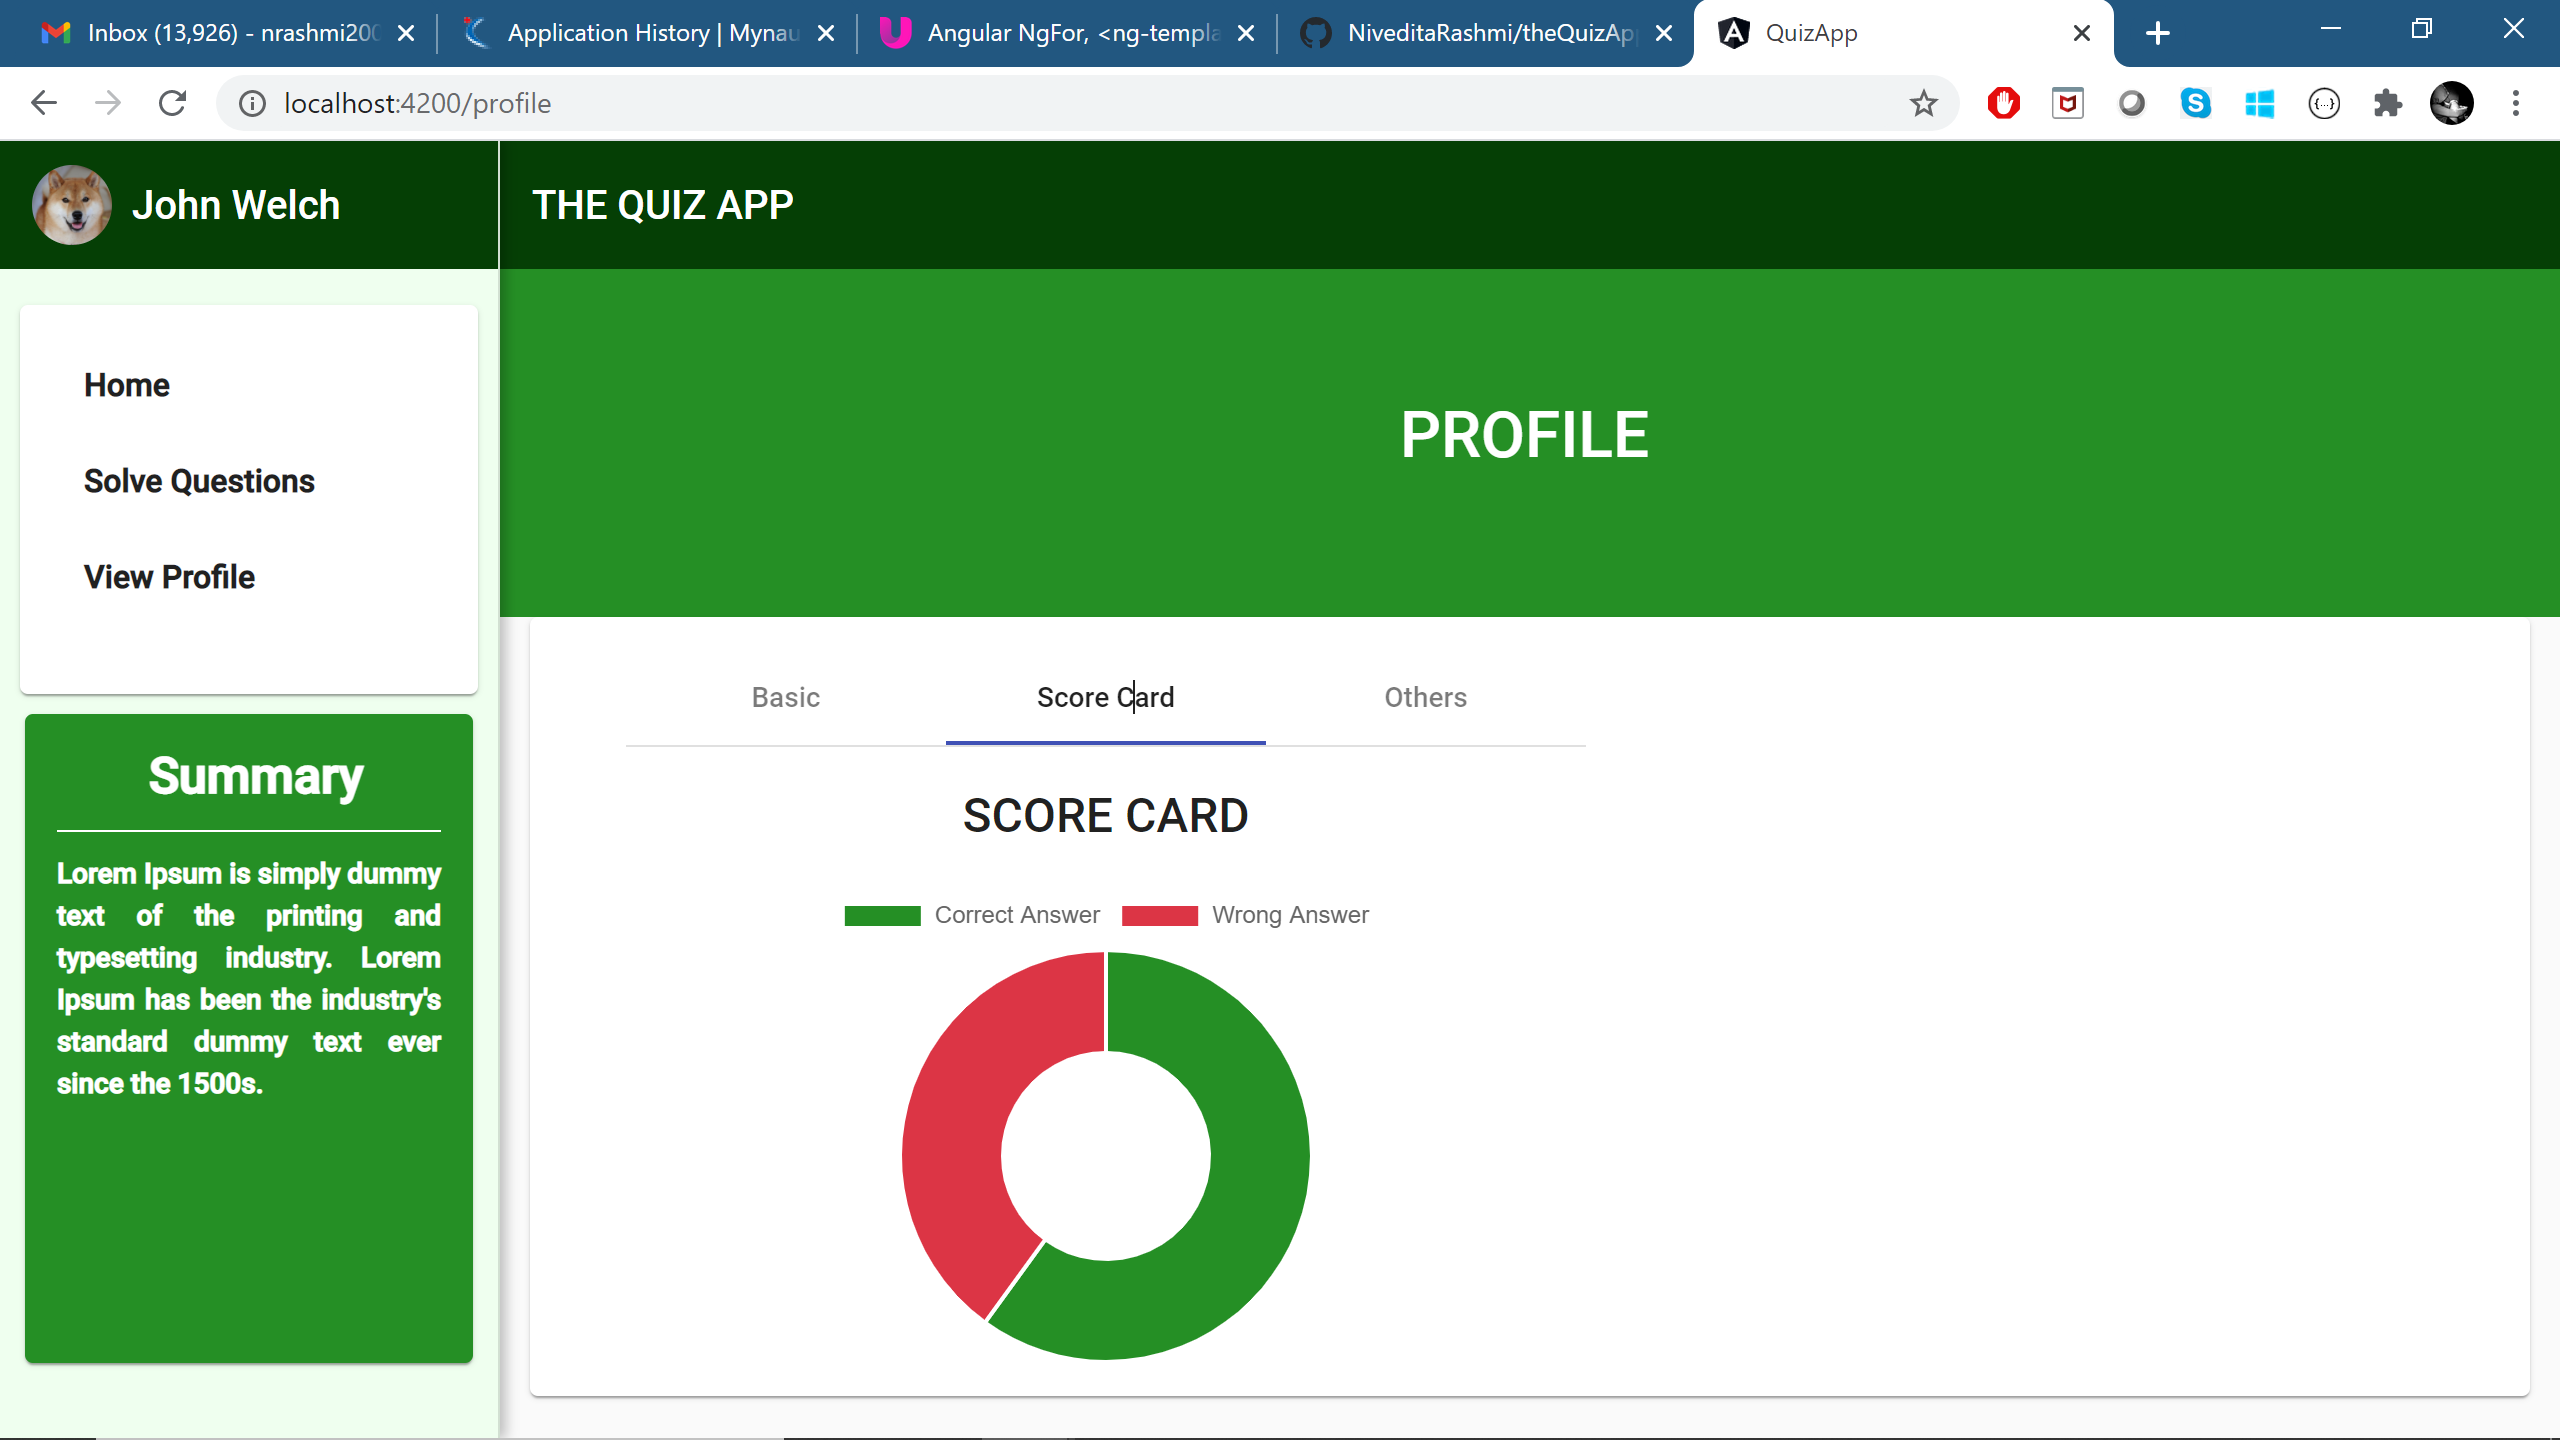 Inbox (13,926) - nrashmi200
Application History | Mynau
Angular NgFor, <ng-templa
NiveditaRashmi/theQuizApp
QuizApp
localhost:4200/profile
John Welch
THE QUIZ APP
Home
Solve Questions
View Profile
PROFILE
Summary
Lorem Ipsum is simply dummy
text of the printing and
typesetting industry. Lorem
Ipsum has been the industry's
standard dummy text ever
since the 1500s.
Basic
Score Card
Others
SCORE CARD
Correct Answer
Wrong Answer